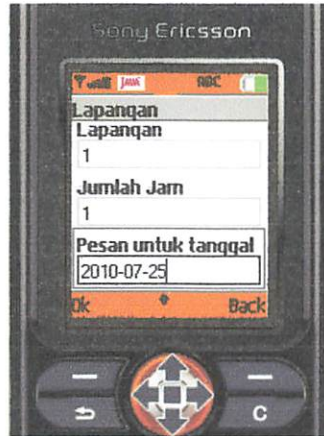 Sony Ericsson
JAVA ABC
Lapangan
Lapangan
1
Jumlah Jam
1
Pesan untuk tanggal
2010-07-25
Ok Back
C